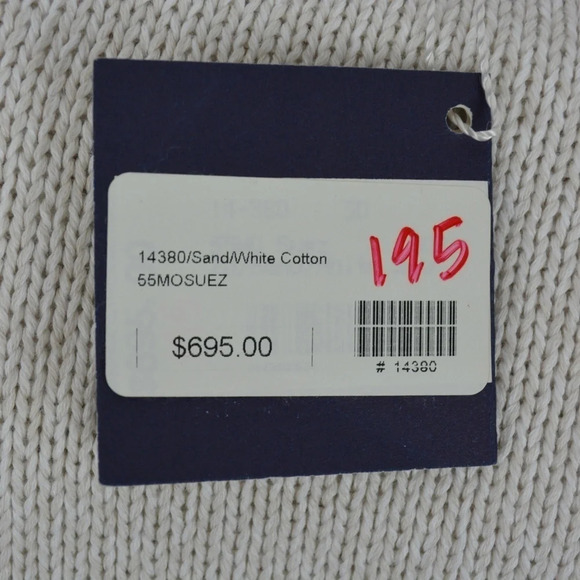 14380/Sand/White Cotton
55MOSUEZ
195
$695.00
# 14380